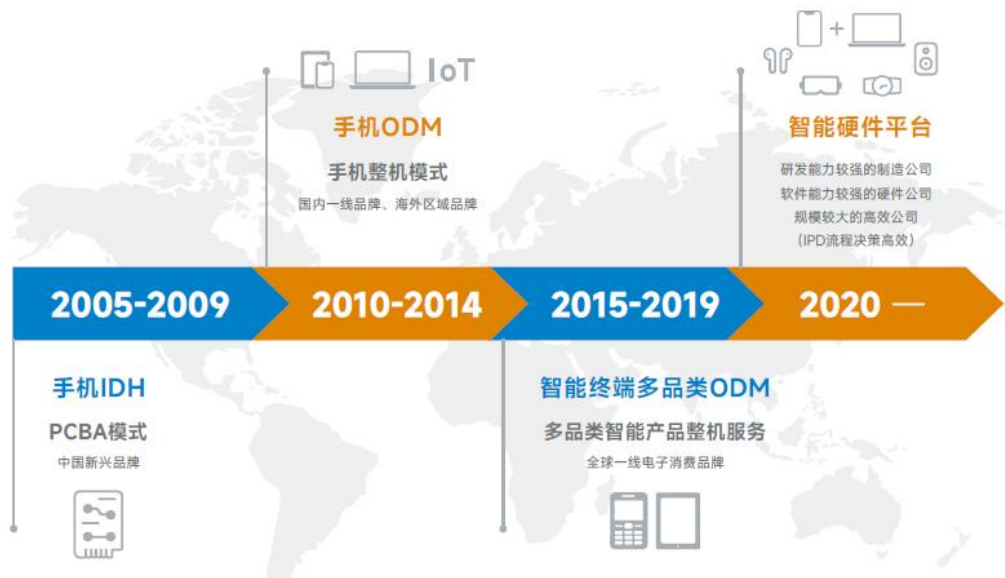 IoT
手机ODM
手机整机模式
国内一线品牌、海外区域品牌
+
智能硬件平台
研发能力较强的制造公司
软件能力较强的硬件公司
规模较大的高效公司
(IPD流程决策高效)
2005-2009
2010-2014
2015-2019
2020 —
手机IDH
PCBA模式
中国新兴品牌
智能终端多品类ODM
多品类智能产品整机服务
全球一线电子消费品牌